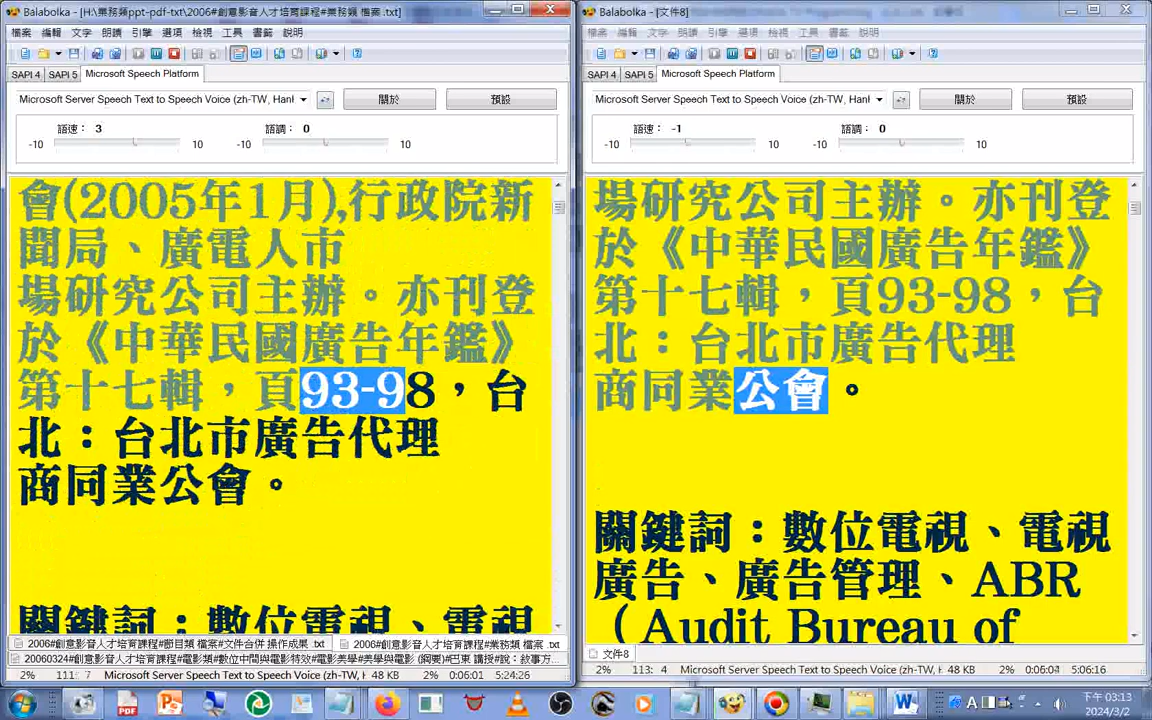 Balabolka - [H:\業務類ppt-pdf-txt\2006#創意影音人才培育課程#業務類 檔案 .txt]
檔案 編輯 文字 朗讀 引擎 選項 檢視 工具 書籤 說明
SAPI 4 SAPI 5 Microsoft Speech Platform
Microsoft Server Speech Text to Speech Voice (zh-TW, Han
關於 預設
語速： 3 語調： 0
-10 10 -10 10
會(2005年1月),行政院新
聞局、廣電人市
場研究公司主辦。亦刊登
於《中華民國廣告年鑑》
第十七輯，頁93-98，台
北：台北市廣告代理
商同業公會。
關鍵詞：數位電視、電視
2006#創意影音人才培育課程#節目類 檔案#文件合併 操作成果 .txt
2006#創意影音人才培育課程#業務類 檔案 .txt
20060324#創意影音人才培育課程#電影類#數位中間與電影特效#電影美學#美學與電影 (綱要)#巴東 講授#說：敘事方...
2% 111: 7 Microsoft Server Speech Text to Speech Voice (zh-TW, H 48 KB 0:06:01 5:24:26
Balabolka - [文件8]
檔案 編輯 文字 朗讀 引擎 選項 檢視 工具 書籤 說明
SAPI 4 SAPI 5 Microsoft Speech Platform
Microsoft Server Speech Text to Speech Voice (zh-TW, Han
關於 預設
語速： -1 語調： 0
-10 10 -10 10
場研究公司主辦。亦刊登
於《中華民國廣告年鑑》
第十七輯，頁93-98，台
北：台北市廣告代理
商同業公會。
關鍵詞：數位電視、電視
廣告、廣告管理、ABR
（Audit Bureau of
文件8
2% 113: 4 Microsoft Server Speech Text to Speech Voice (zh-TW, H 48 KB 0:06:04 5:06:16
下午 03:13
2024/3/2